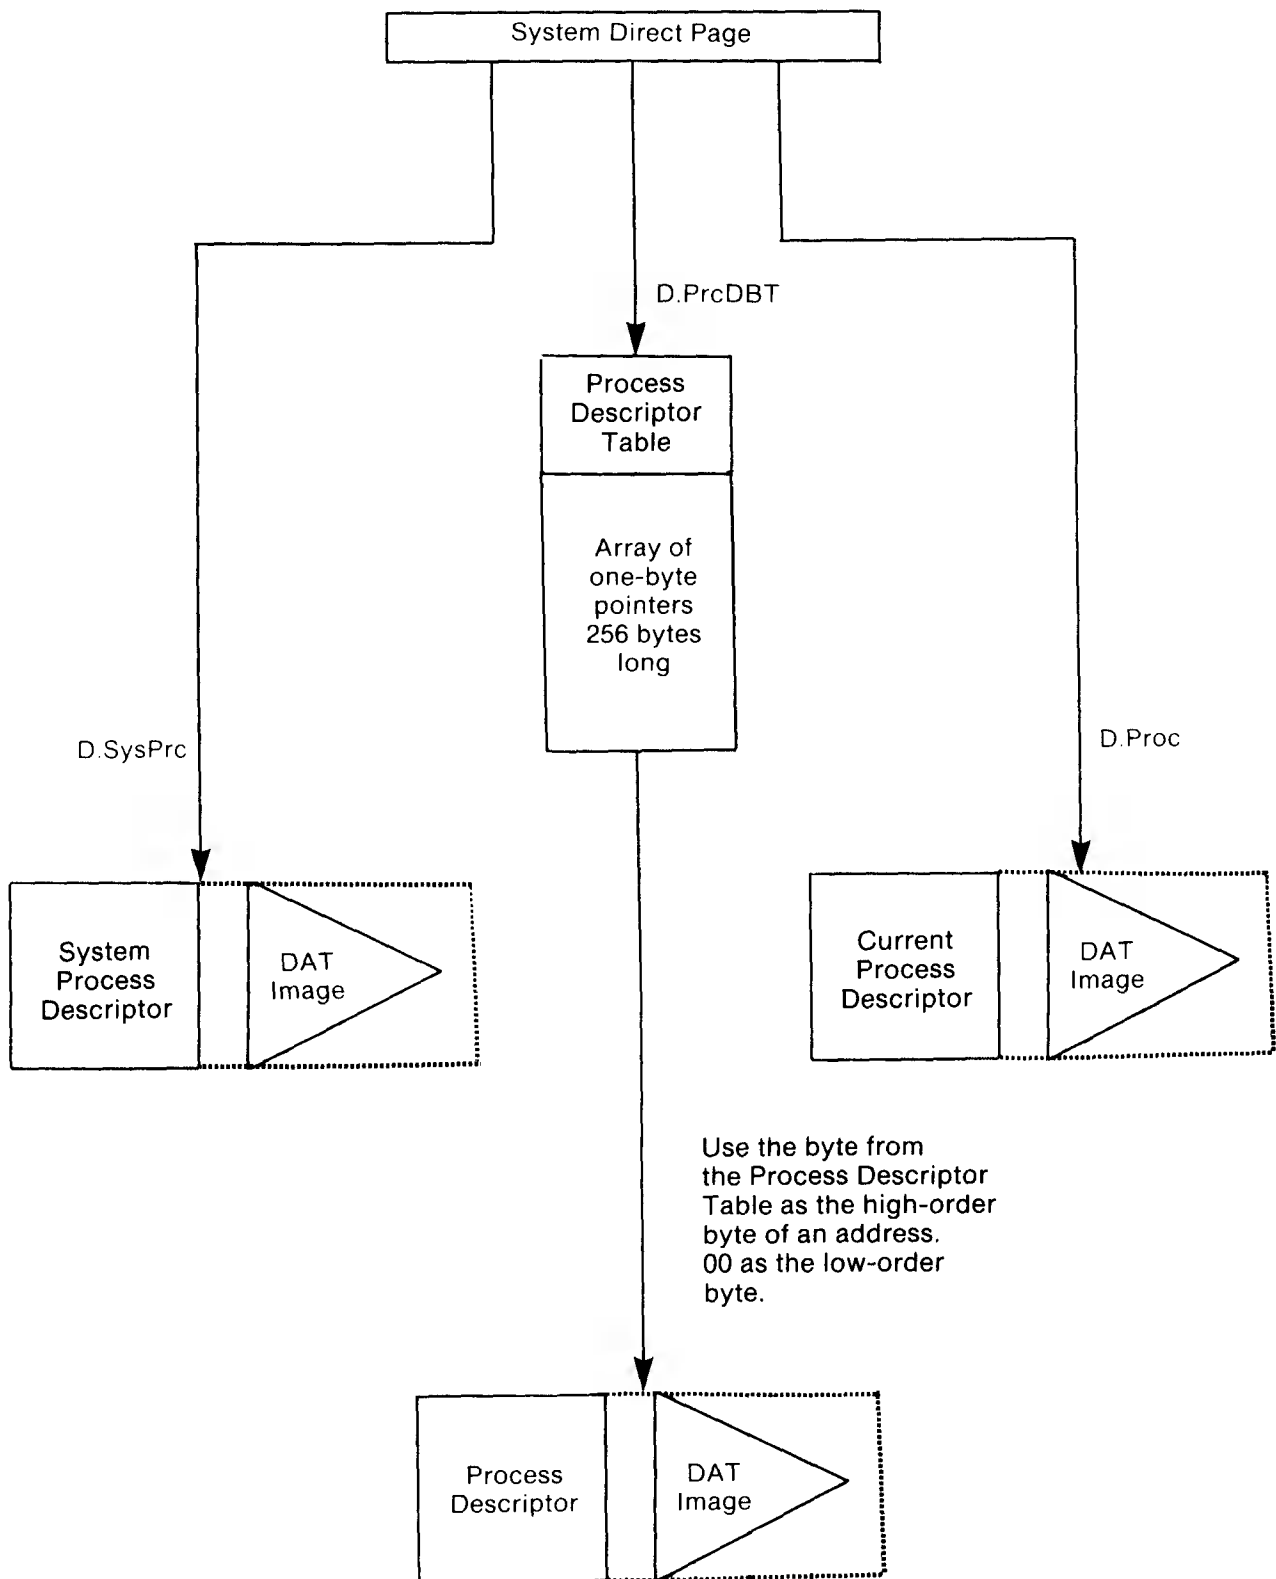 System Direct Page
D.PrcDBT
Process
Descriptor
Table
Array of
one-byte
pointers
256 bytes
long
D.SysPrc
D.Proc
System
Process
Descriptor
DAT
Image
Current
Process
Descriptor
DAT
Image
Use the byte from
the Process Descriptor
Table as the high-order
byte of an address.
00 as the low-order
byte.
Process
Descriptor
DAT
Image